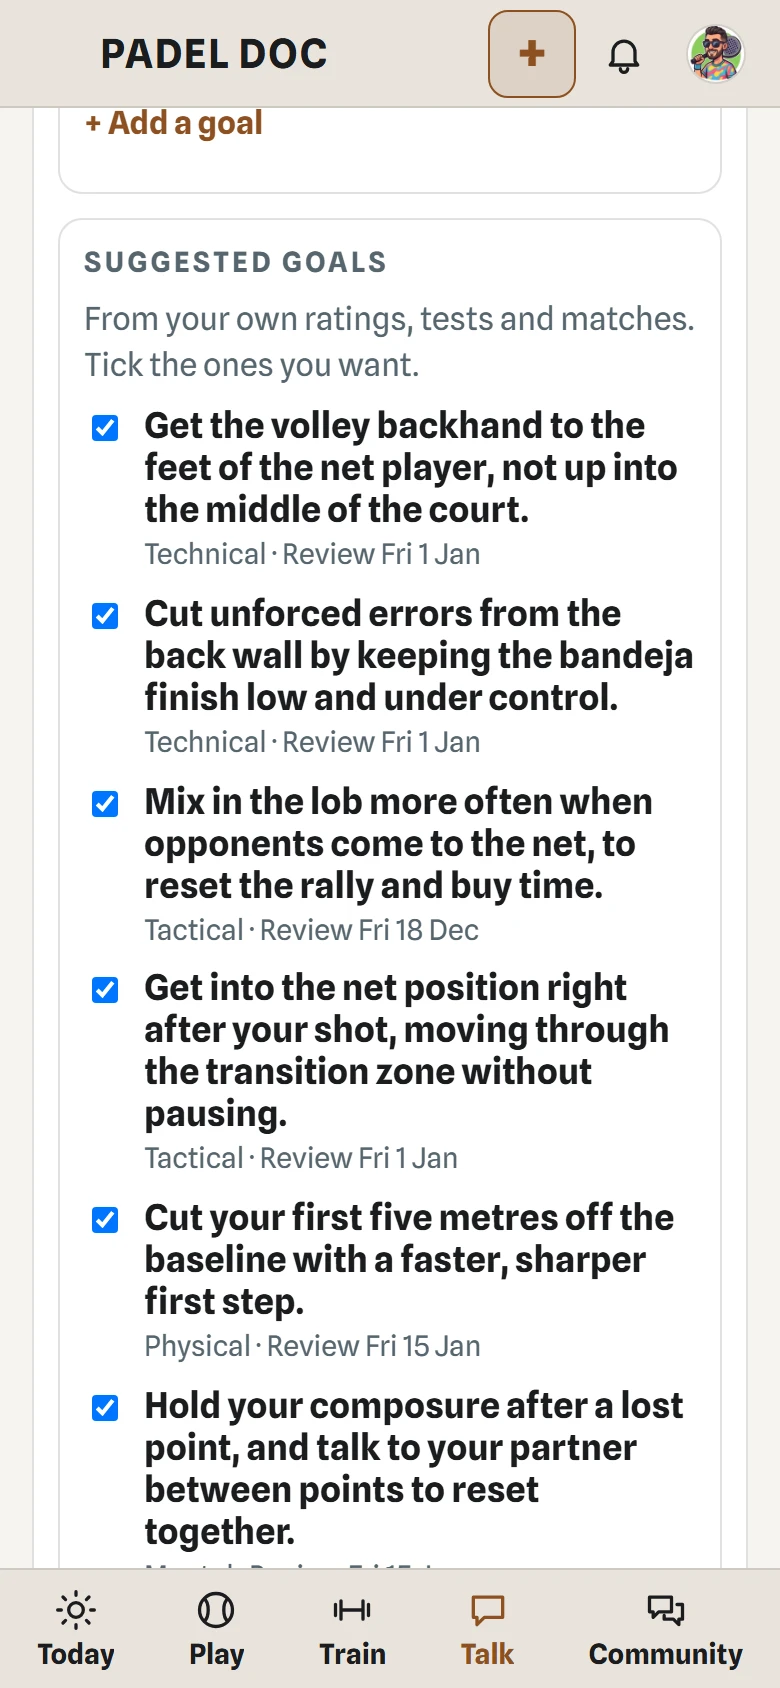 PADEL DOC
+
+ Add a goal
SUGGESTED GOALS
From your own ratings, tests and matches.
Tick the ones you want.
Get the volley backhand to the
feet of the net player, not up into
the middle of the court.
Technical · Review Fri 1 Jan
Cut unforced errors from the
back wall by keeping the bandeja
finish low and under control.
Technical · Review Fri 1 Jan
Mix in the lob more often when
opponents come to the net, to
reset the rally and buy time.
Tactical · Review Fri 18 Dec
Get into the net position right
after your shot, moving through
the transition zone without
pausing.
Tactical · Review Fri 1 Jan
Cut your first five metres off the
baseline with a faster, sharper
first step.
Physical · Review Fri 15 Jan
Hold your composure after a lost
point, and talk to your partner
between points to reset
together.
Today
Play
Train
Talk
Community